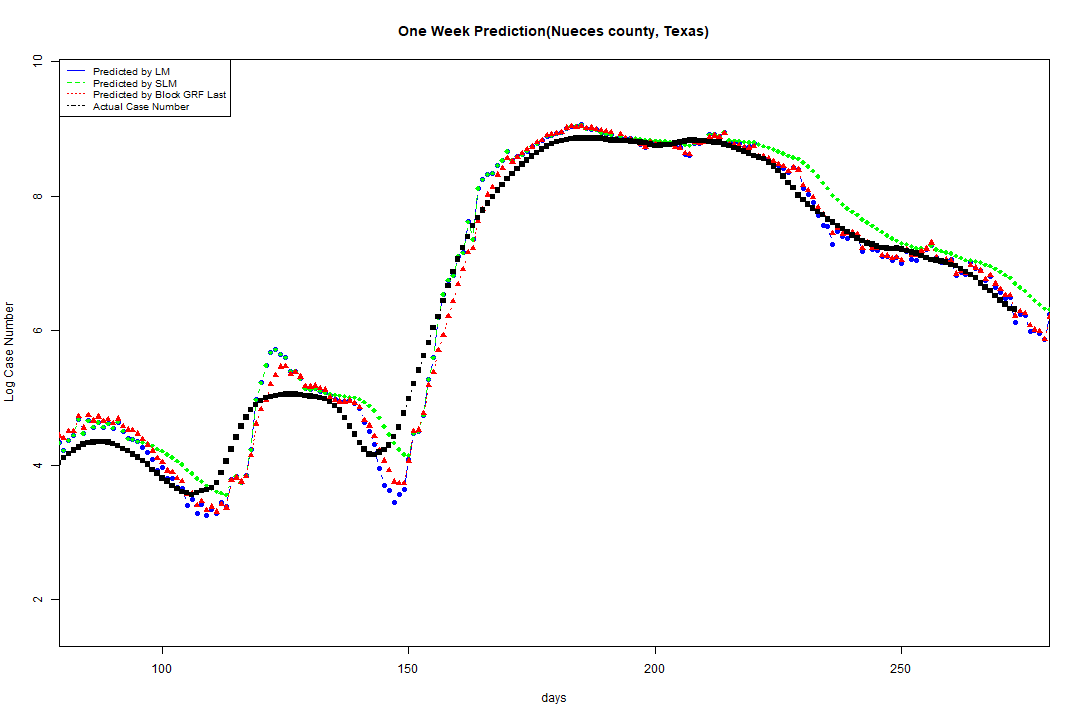 One Week Prediction(Nueces county, Texas)
Predicted by LM
Predicted by SLM
Predicted by Block GRF Last
Actual Case Number
10
8
6
4
2
Log Case Number
100 150 200 250
days